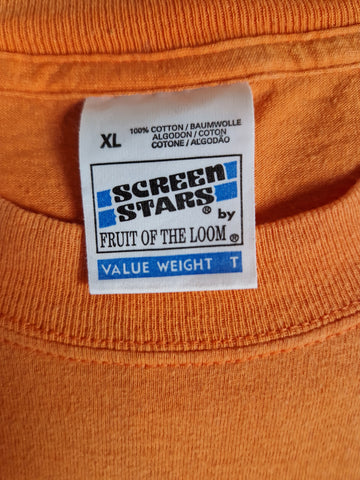 XL
100% COTTON / BAUMWOLLE
ALGODON / COTON
COTONE / ALGODÃO
SCREEN
STARS®
by
FRUIT OF THE LOOM®
VALUE WEIGHT T